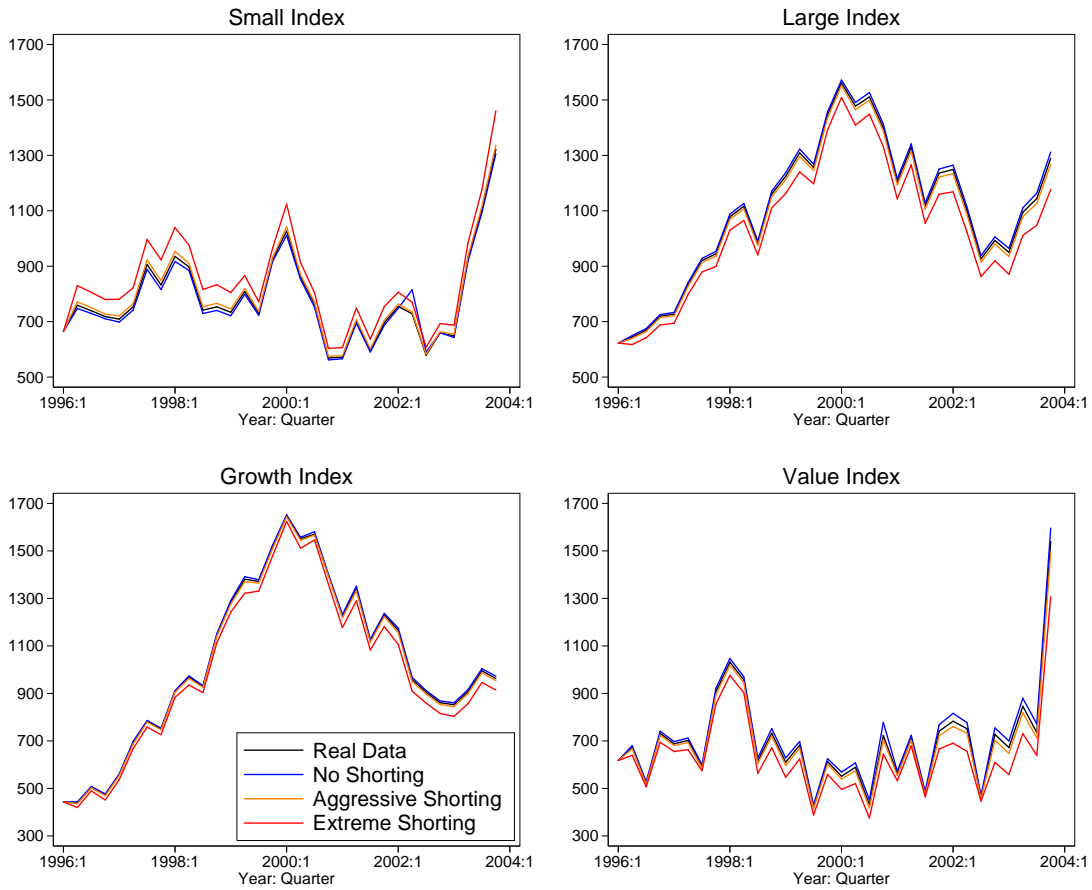 Small Index
1700
1500
1300
1100
900
700
500
1996:1 1998:1 2000:1 2002:1 2004:1
Year: Quarter
Large Index
1700
1500
1300
1100
900
700
500
1996:1 1998:1 2000:1 2002:1 2004:1
Year: Quarter
Growth Index
1700
1500
1300
1100
900
700
500
300
Real Data
No Shorting
Aggressive Shorting
Extreme Shorting
1996:1 1998:1 2000:1 2002:1 2004:1
Year: Quarter
Value Index
1700
1500
1300
1100
900
700
500
300
1996:1 1998:1 2000:1 2002:1 2004:1
Year: Quarter